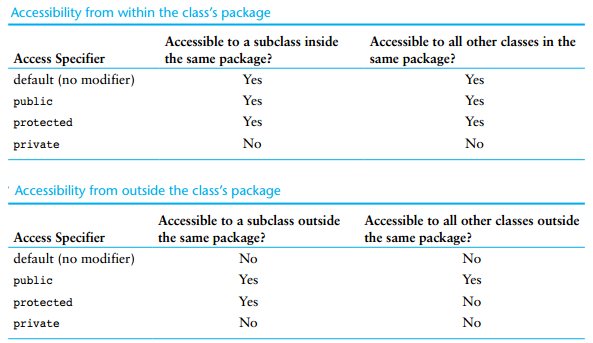 Accessibility from within the class's package
Accessible to a subclass inside Accessible to all other classes in the
Access Specifier the same package? same package?
default (no modifier) Yes Yes
public Yes Yes
protected Yes Yes
private No No
' Accessibility from outside the class's package
Accessible to a subclass outside Accessible to all other classes outside
Access Specifier the same package? the same package?
default (no modifier) No No
public Yes Yes
protected Yes No
private No No